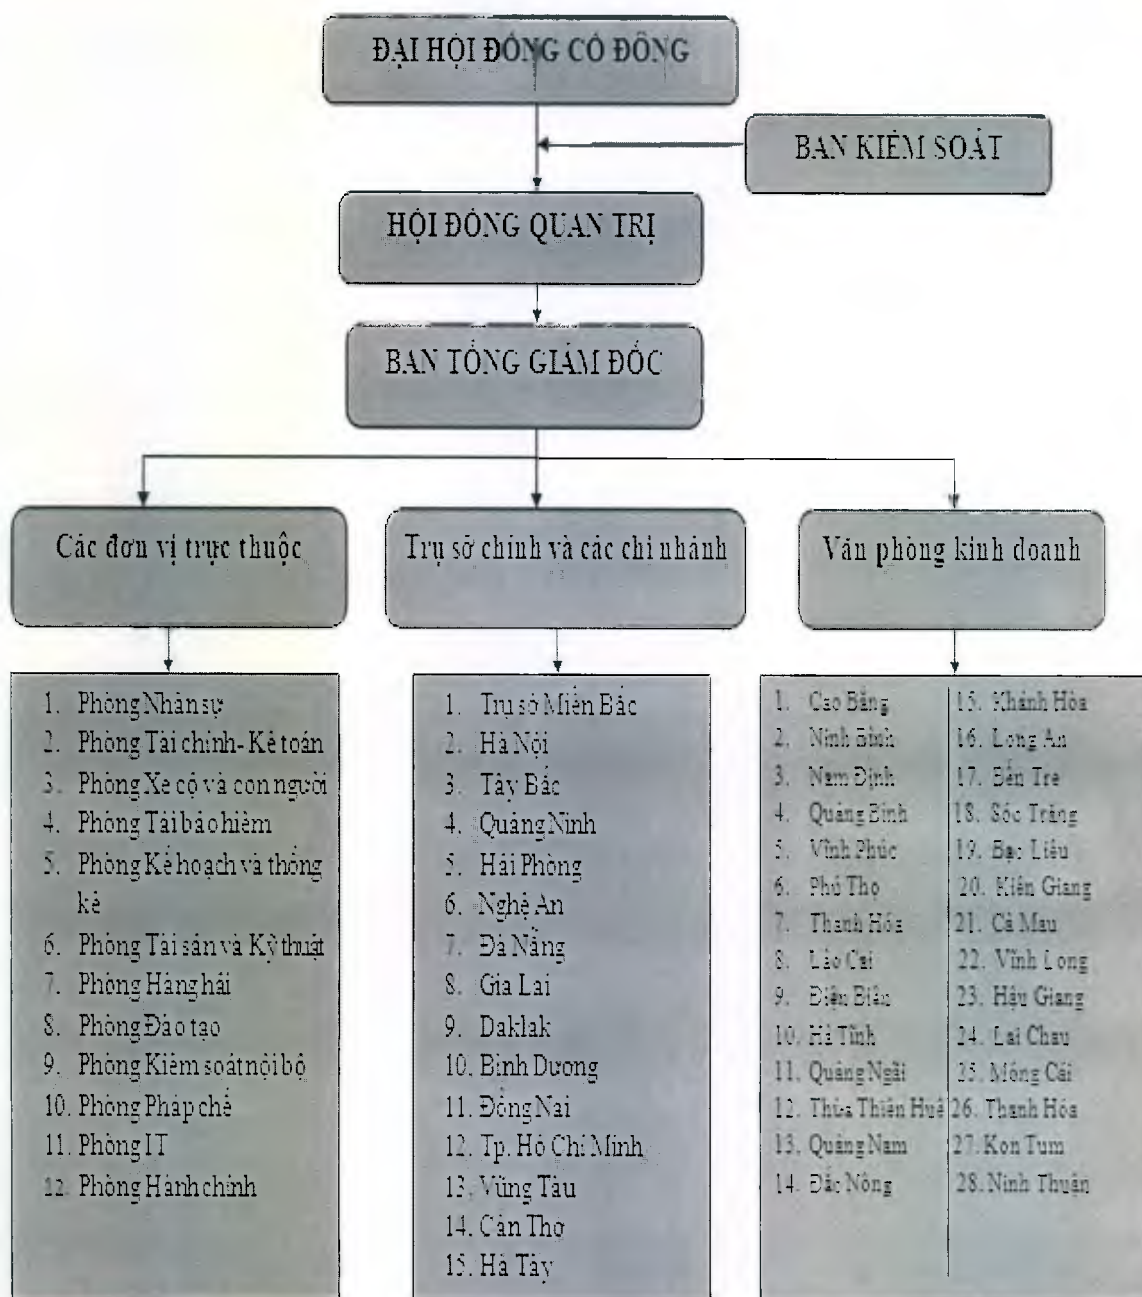 ĐẠI HỘI ĐỒNG CỔ ĐÔNG
BAN KIỂM SOÁT
HỘI ĐỒNG QUẢN TRỊ
BAN TỔNG GIÁM ĐỐC
Các đơn vị trực thuộc
1. Phòng Nhân sự
2. Phòng Tài chính- Kế toán
3. Phòng Xe cộ và con người
4. Phòng Tái bảo hiểm
5. Phòng Kế hoạch và thống
kê
6. Phòng Tài sản và Kỹ thuật
7. Phòng Hàng hải
8. Phòng Đào tạo
9. Phòng Kiểm soát nội bộ
10. Phòng Pháp chế
11. Phòng IT
12. Phòng Hành chính
Trụ sở chính và các chi nhánh
1. Trụ sở Miền Bắc
2. Hà Nội
3. Tây Bắc
4. Quảng Ninh
5. Hải Phòng
6. Nghệ An
7. Đà Nẵng
8. Gia Lai
9. Daklak
10. Bình Dương
11. Đồng Nai
12. Tp. Hồ Chí Minh
13. Vũng Tàu
14. Cần Thơ
15. Hà Tây
Văn phòng kinh doanh
1. Cao Bằng
2. Ninh Bình
3. Nam Định
4. Quảng Bình
5. Vĩnh Phúc
6. Phú Thọ
7. Thanh Hóa
8. Lào Cai
9. Điện Biên
10. Hà Tĩnh
11. Quảng Ngãi
12. Thừa Thiên Huế
13. Quảng Nam
14. Đắc Nông
15. Khánh Hòa
16. Long An
17. Bến Tre
18. Sóc Trăng
19. Bạc Liêu
20. Kiên Giang
21. Cà Mau
22. Vĩnh Long
23. Hậu Giang
24. Lai Chau
25. Móng Cái
26. Thanh Hóa
27. Kon Tum
28. Ninh Thuận